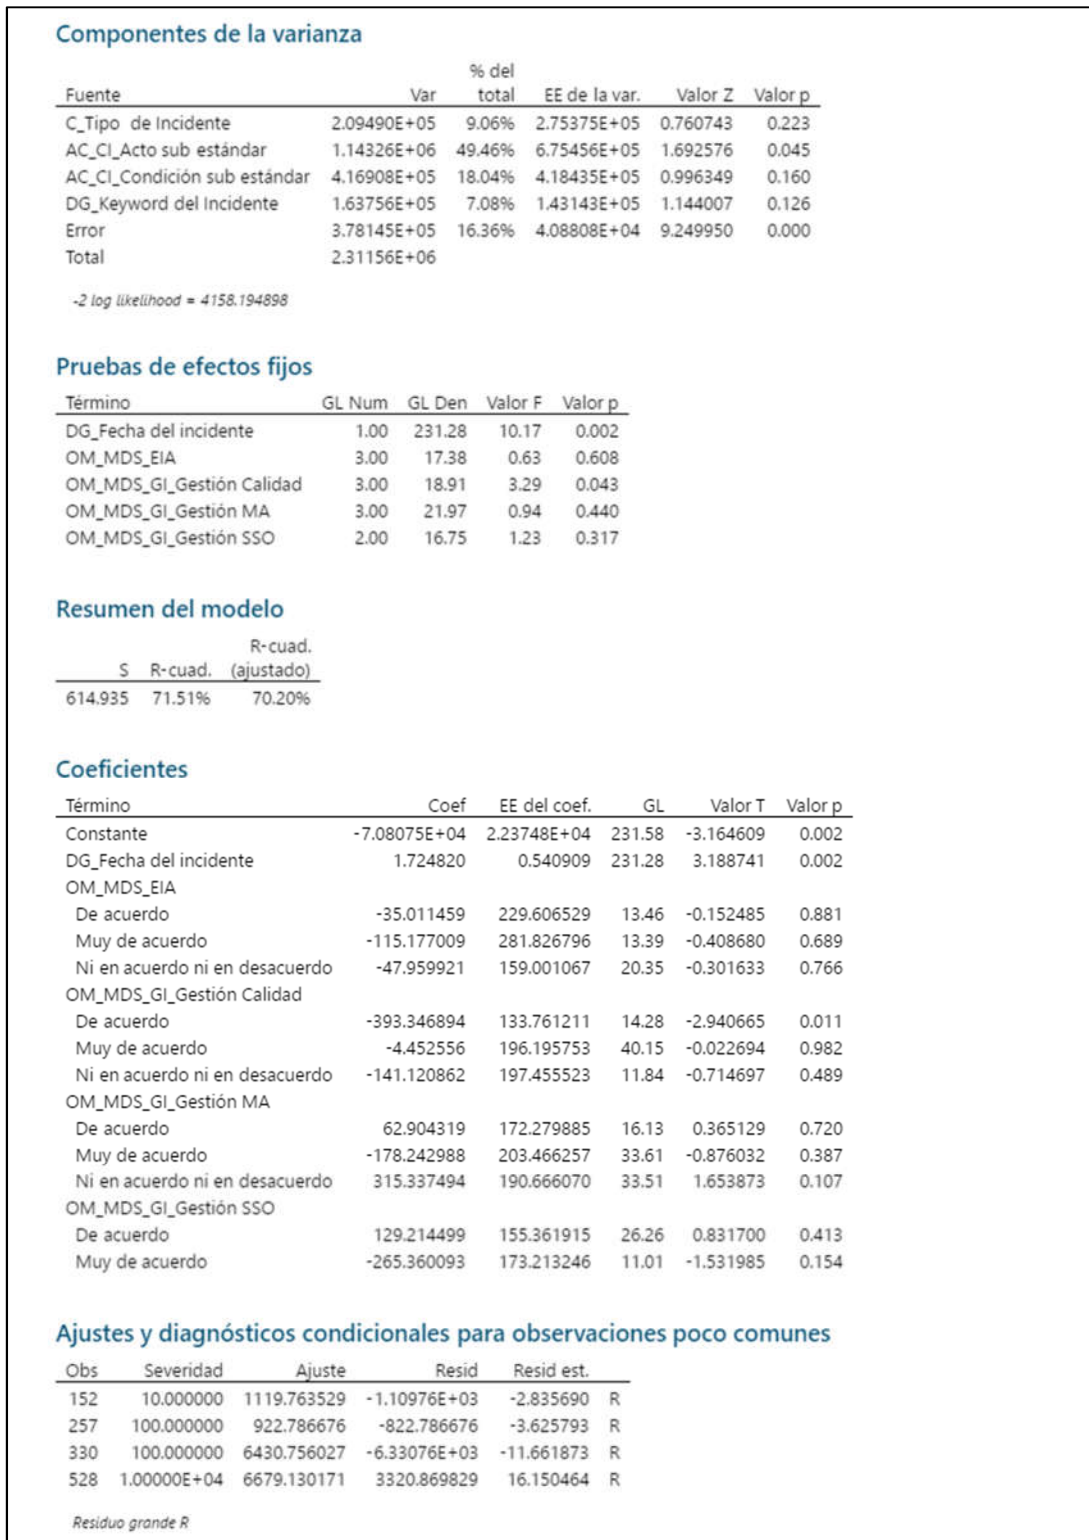 Componentes de la varianza
% del
Fuente Var total EE de la var. Valor Z Valor p
C_Tipo de Incidente 2.09490E+05 9.06% 2.75375E+05 0.760743 0.223
AC_CI_Acto sub estándar 1.14326E+06 49.46% 6.75456E+05 1.692576 0.045
AC_CI_Condición sub estándar 4.16908E+05 18.04% 4.18435E+05 0.996349 0.160
DG_Keyword del Incidente 1.63756E+05 7.08% 1.43143E+05 1.144007 0.126
Error 3.78145E+05 16.36% 4.08808E+04 9.249950 0.000
Total 2.31156E+06
-2 log likelihood = 4158.194898
Pruebas de efectos fijos
Término GL Num GL Den Valor F Valor p
DG_Fecha del incidente 1.00 231.28 10.17 0.002
OM_MDS_EIA 3.00 17.38 0.63 0.608
OM_MDS_GI_Gestión Calidad 3.00 18.91 3.29 0.043
OM_MDS_GI_Gestión MA 3.00 21.97 0.94 0.440
OM_MDS_GI_Gestión SSO 2.00 16.75 1.23 0.317
Resumen del modelo
R-cuad.
S R-cuad. (ajustado)
614.935 71.51% 70.20%
Coeficientes
Término Coef EE del coef. GL Valor T Valor p
Constante -7.08075E+04 2.23748E+04 231.58 -3.164609 0.002
DG_Fecha del incidente 1.724820 0.540909 231.28 3.188741 0.002
OM_MDS_EIA
De acuerdo -35.011459 229.606529 13.46 -0.152485 0.881
Muy de acuerdo -115.177009 281.826796 13.39 -0.408680 0.689
Ni en acuerdo ni en desacuerdo -47.959921 159.001067 20.35 -0.301633 0.766
OM_MDS_GI_Gestión Calidad
De acuerdo -393.346894 133.761211 14.28 -2.940665 0.011
Muy de acuerdo -4.452556 196.195753 40.15 -0.022694 0.982
Ni en acuerdo ni en desacuerdo -141.120862 197.455523 11.84 -0.714697 0.489
OM_MDS_GI_Gestión MA
De acuerdo 62.904319 172.279885 16.13 0.365129 0.720
Muy de acuerdo -178.242988 203.466257 33.61 -0.876032 0.387
Ni en acuerdo ni en desacuerdo 315.337494 190.666070 33.51 1.653873 0.107
OM_MDS_GI_Gestión SSO
De acuerdo 129.214499 155.361915 26.26 0.831700 0.413
Muy de acuerdo -265.360093 173.213246 11.01 -1.531985 0.154
Ajustes y diagnósticos condicionales para observaciones poco comunes
Obs Severidad Ajuste Resid Resid est.
152 10.000000 1119.763529 -1.10976E+03 -2.835690 R
257 100.000000 922.786676 -822.786676 -3.625793 R
330 100.000000 6430.756027 -6.33076E+03 -11.661873 R
528 1.00000E+04 6679.130171 3320.869829 16.150464 R
Residuo grande R